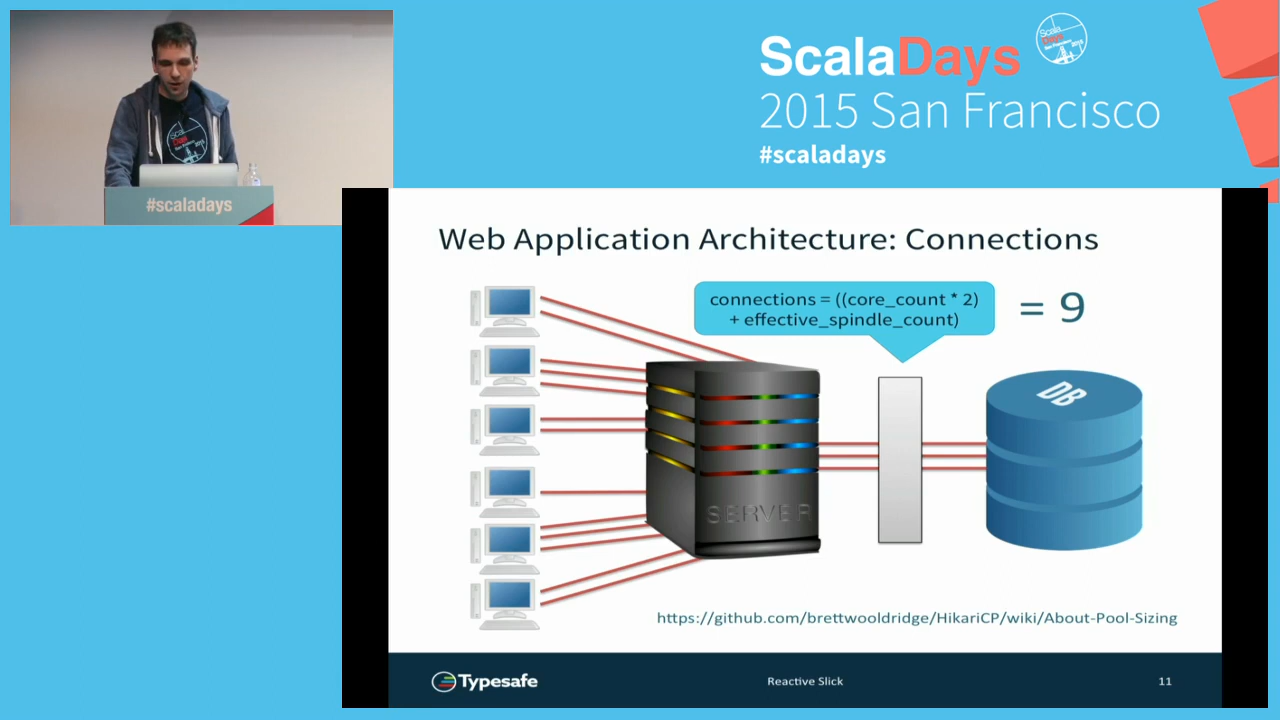 ScalaDays
2015 San Francisco
#scaladays
#scaladays
Web Application Architecture: Connections
connections = ((core_count * 2)
+ effective_spindle_count)
= 9
SERVER
DB
https://github.com/brettwooldridge/HikariCP/wiki/About-Pool-Sizing
Typesafe
Reactive Slick
11